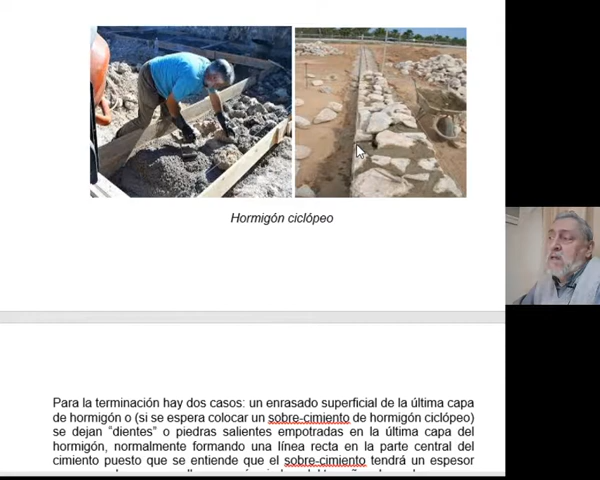 Hormigón ciclópeo
Para la terminación hay dos casos: un enrasado superficial de la última capa
de hormigón o (si se espera colocar un sobre-cimiento de hormigón ciclópeo)
se dejan “dientes” o piedras salientes empotradas en la última capa del
hormigón, normalmente formando una línea recta en la parte central del
cimiento puesto que se entiende que el sobre-cimiento tendrá un espesor